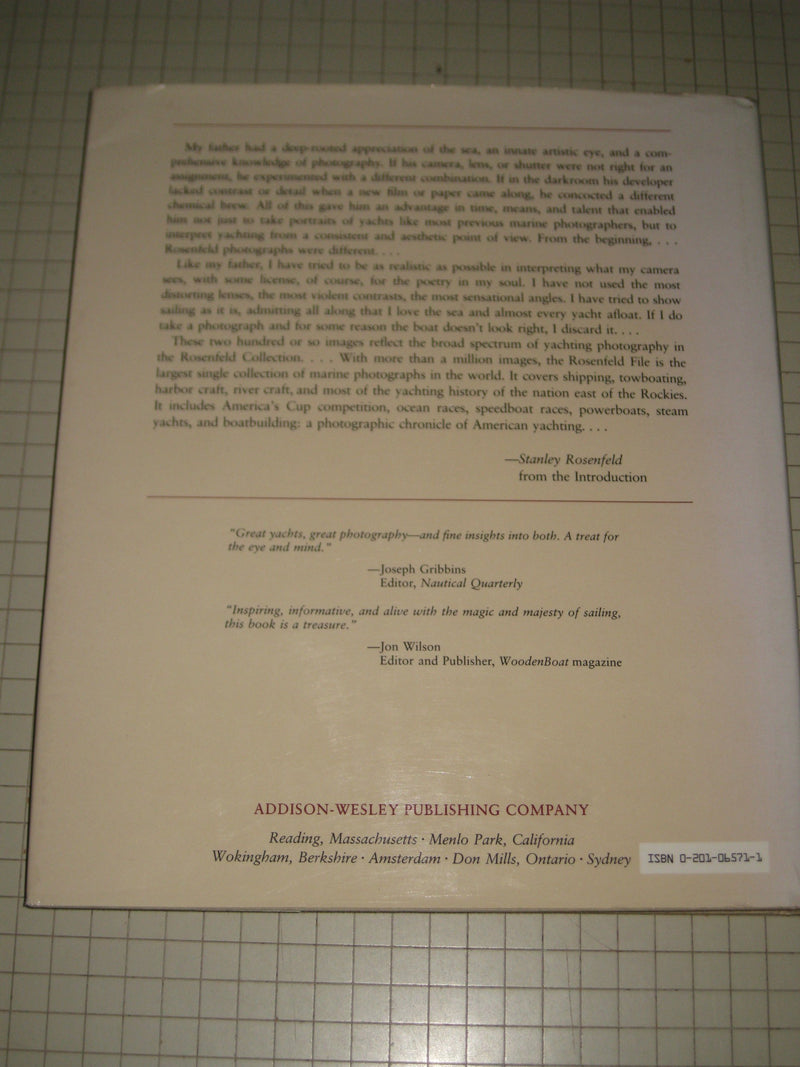 My father had a deep-rooted appreciation of the sea, an innate artistic eye, and a com-
prehensive knowledge of photography. If his camera, lens, or shutter were not right for an
assignment, he experimented with a different combination. If in the darkroom his developer
lacked contrast or detail when a new film or paper came along, he concocted a different
chemical brew. All of this gave him an advantage in time, means, and talent that enabled
him not just to take portraits of yachts like most previous marine photographers, but to
interpret yachting from a consistent and aesthetic point of view. From the beginning, . . .
Rosenfeld photographs were different. . . .
Like my father, I have tried to be as realistic as possible in interpreting what my camera
sees, with some license, of course, for the poetry in my soul. I have not used the most
distorting lenses, the most violent contrasts, the most sensational angles. I have tried to show
sailing as it is, admitting all along that I love the sea and almost every yacht afloat. If I do
take a photograph and for some reason the boat doesn't look right, I discard it. . . .
These two hundred or so images reflect the broad spectrum of yachting photography in
the Rosenfeld Collection. . . . With more than a million images, the Rosenfeld File is the
largest single collection of marine photographs in the world. It covers shipping, towboating,
harbor craft, river craft, and most of the yachting history of the nation east of the Rockies.
It includes America's Cup competition, ocean races, speedboat races, powerboats, steam
yachts, and boatbuilding: a photographic chronicle of American yachting. . . .
—Stanley Rosenfeld
from the Introduction
"Great yachts, great photography—and fine insights into both. A treat for
the eye and mind."
—Joseph Gribbins
Editor, Nautical Quarterly
"Inspiring, informative, and alive with the magic and majesty of sailing,
this book is a treasure."
—Jon Wilson
Editor and Publisher, WoodenBoat magazine
ADDISON-WESLEY PUBLISHING COMPANY
Reading, Massachusetts · Menlo Park, California
Wokingham, Berkshire · Amsterdam · Don Mills, Ontario · Sydney
ISBN 0-201-06571-1